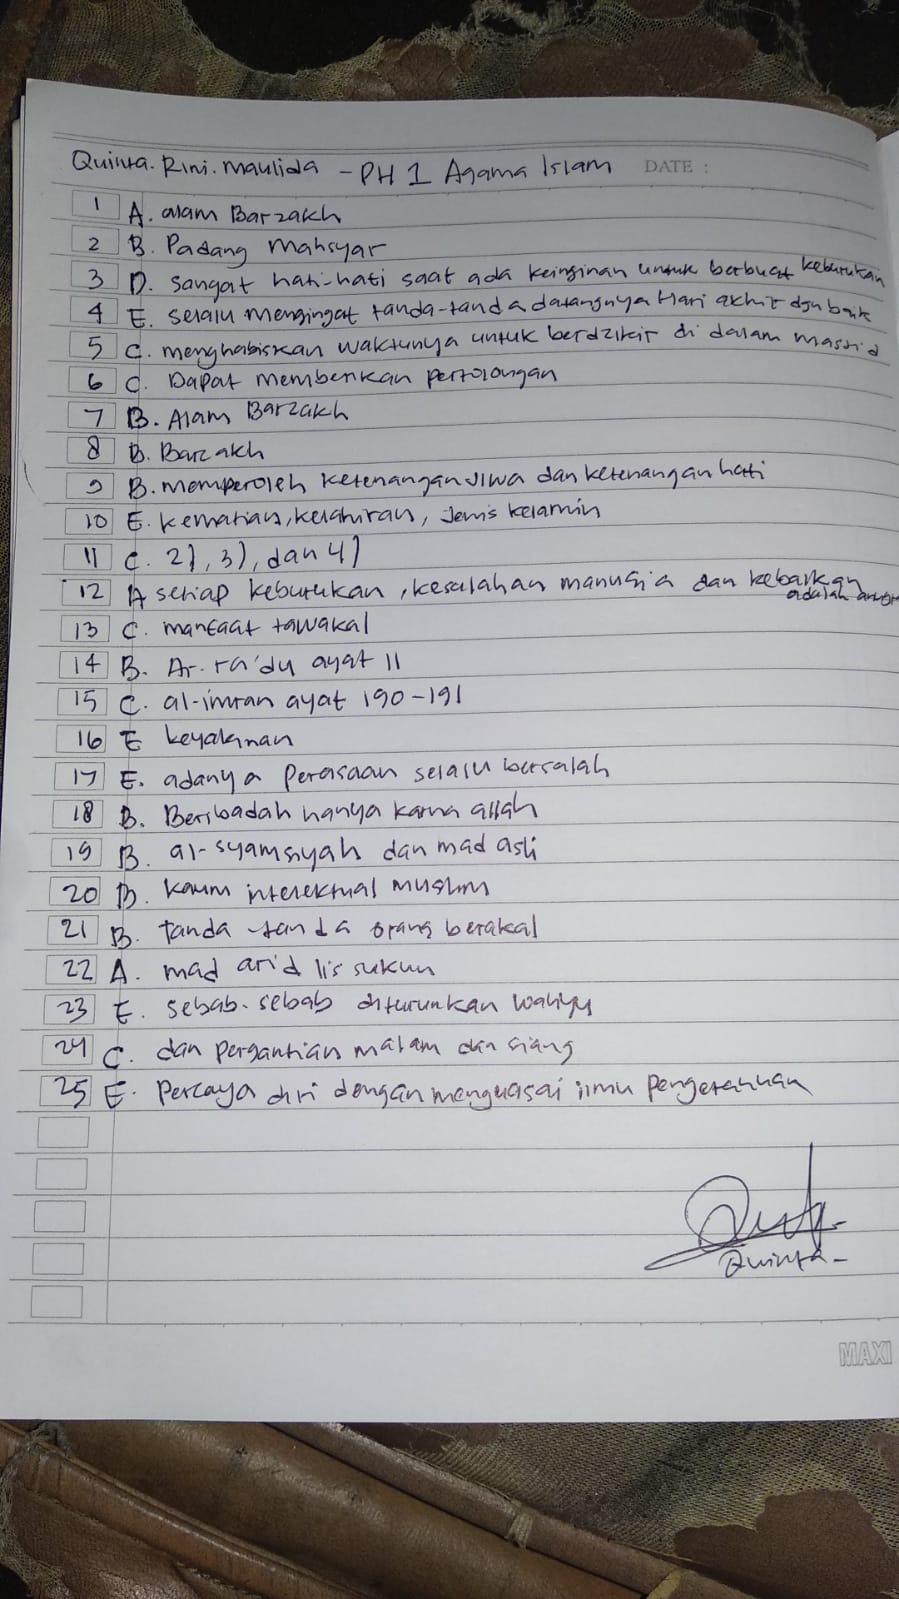 Quinta. Rini. Maulida - PH 1 Agama Islam DATE :
1 A. alam Barzakh
2 B. Padang Mahsyar
3 D. sangat hati-hati saat ada keinginan untuk berbuat keburukan
4 E. selalu mengingat tanda-tanda datangnya Hari akhir dgn baik
5 C. menghabiskan waktunya untuk berdzikir di dalam masjid
6 C. Dapat memberikan pertolongan
7 B. Alam Barzakh
8 D. Barzakh
9 B. memperoleh ketenangan jiwa dan ketenangan hati
10 E. kematian, kelahiran, jenis kelamin
11 C. 2), 3), dan 4)
12 A setiap keburukan, kesalahan manusia dan kebaikan
adalah
13 C. manfaat tawakal
14 B. Ar-ra'du ayat 11
15 C. al-imran ayat 190-191
16 E keyakinan
17 E. adanya perasaan selalu bersalah
18 B. Beribadah hanya karna allah
19 B. al-syamsiyah dan mad asli
20 D. kaum intelektual muslim
21 B. tanda-tanda orang berakal
22 A. mad arid lis sukun
23 E. sebab-sebab diturunkan wahyu
24 C. dan pergantian malam dan siang
25 E. Percaya diri dengan menguasai ilmu pengetahuan
Quinta-
MAXI